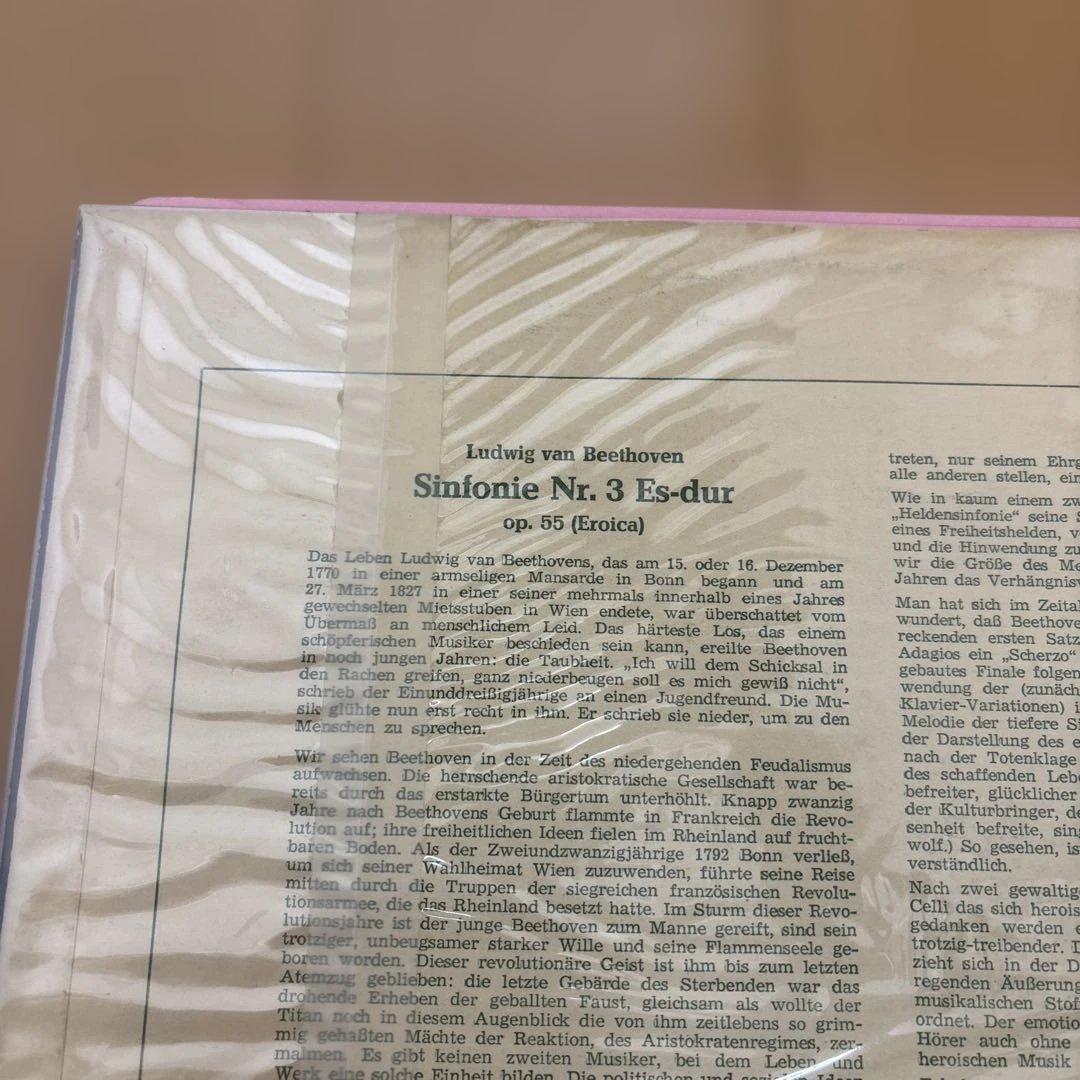 Ludwig van Beethoven
Sinfonie Nr. 3 Es-dur
op. 55 (Eroica)
Das Leben Ludwig van Beethovens, das am 15. oder 16. Dezember
1770 in einer armseligen Mansarde in Bonn begann und am
27. März 1827 in einer seiner mehrmals innerhalb eines Jahres
gewechselten Mietsstuben in Wien endete, war überschattet vom
Übermaß an menschlichem Leid. Das härteste Los, das einem
schöpferischen Musiker beschieden sein kann, ereilte Beethoven
in noch jungen Jahren: die Taubheit. „Ich will dem Schicksal in
den Rachen greifen, ganz niederbeugen soll es mich gewiß nicht“,
schrieb der Einunddreißigjährige an einen Jugendfreund. Die Mu-
sik glühte nun erst recht in ihm. Er schrieb sie nieder, um zu den
Menschen zu sprechen.
Wir sehen Beethoven in der Zeit des niedergehenden Feudalismus
aufwachsen. Die herrschende aristokratische Gesellschaft war be-
reits durch das erstarkte Bürgertum unterhöhlt. Knapp zwanzig
Jahre nach Beethovens Geburt flammte in Frankreich die Revo-
lution auf; ihre freiheitlichen Ideen fielen im Rheinland auf frucht-
baren Boden. Als der Zweiundzwanzigjährige 1792 Bonn verließ,
um sich seiner Wahlheimat Wien zuzuwenden, führte seine Reise
mitten durch die Truppen der siegreichen französischen Revolu-
tionsarmee, die das Rheinland besetzt hatte. Im Sturm dieser Revo-
lutionsjahre ist der junge Beethoven zum Manne gereift, sind sein
trotziger, unbeugsamer starker Wille und seine Flammenseele ge-
boren worden. Dieser revolutionäre Geist ist ihm bis zum letzten
Atemzug geblieben: die letzte Gebärde des Sterbenden war das
drohende Erheben der geballten Faust, gleichsam als wollte der
Titan noch in diesem Augenblick die von ihm zeitlebens so grim-
mig gehaßten Mächte der Reaktion, des Aristokratenregimes, zer-
malmen. Es gibt keinen zweiten Musiker, bei dem Leben und
Werk eine solche Einheit bilden. Die politischen und sozialen Ideen
treten, nur seinem Ehrg
alle anderen stellen, ein
Wie in kaum einem zw
„Heldensinfonie“ seine S
eines Freiheitshelden, v
und die Hinwendung zu
wir die Größe des Me
Jahren das Verhängnisv
Man hat sich im Zeital
wundert, daß Beethove
reckenden ersten Satz
Adagios ein „Scherzo“
gebautes Finale folgen
wendung der (zunäch
Klavier-Variationen) i
Melodie der tiefere Si
der Darstellung des e
nach der Totenklage
des schaffenden Lebe
befreiter, glücklicher
der Kulturbringer, de
senheit befreite, sing
wolf.) So gesehen, is
verständlich.
Nach zwei gewaltige
Celli das sich herois
gedanken werden e
trotzig-treibender. D
zieht sich in der D
regenden Äußerung
musikalischen Stoff
ordnet. Der emotio
Hörer auch ohne
heroischen Musik